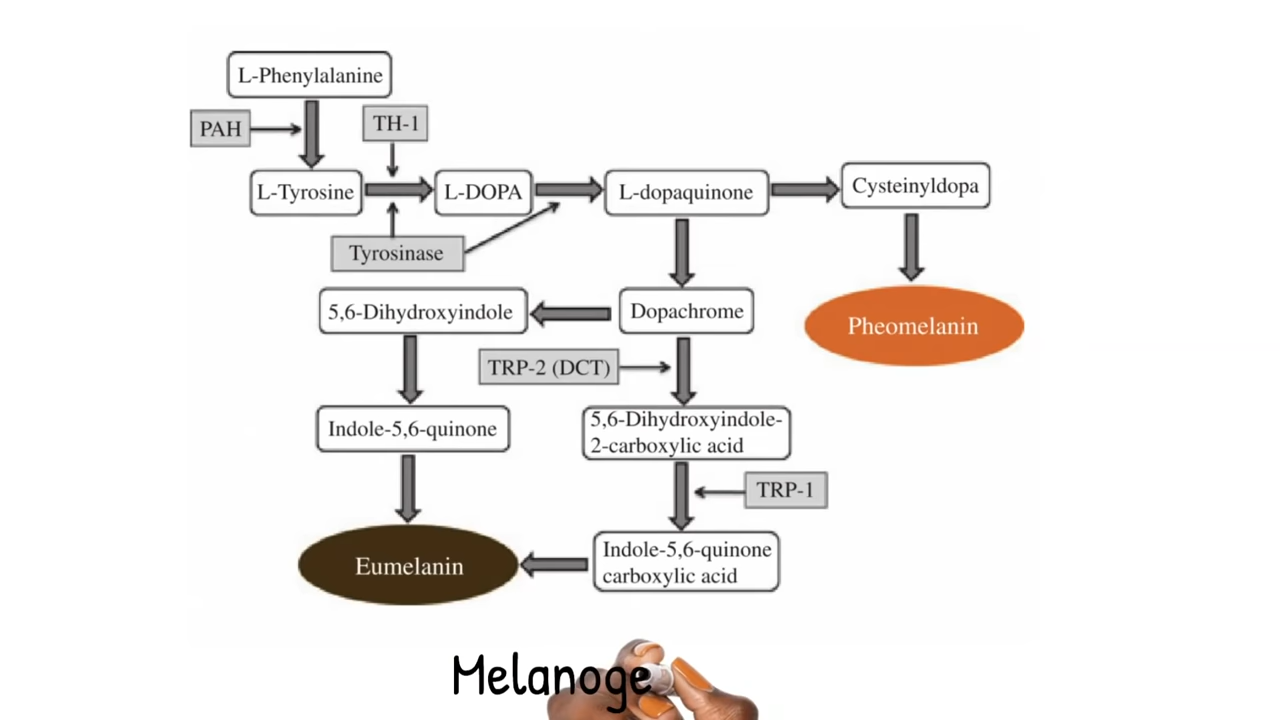 L-Phenylalanine
PAH
TH-1
L-Tyrosine
L-DOPA
L-dopaquinone
Cysteinyldopa
Tyrosinase
5,6-Dihydroxyindole
Dopachrome
Pheomelanin
TRP-2 (DCT)
Indole-5,6-quinone
5,6-Dihydroxyindole-
2-carboxylic acid
TRP-1
Eumelanin
Indole-5,6-quinone
carboxylic acid
Melanoge